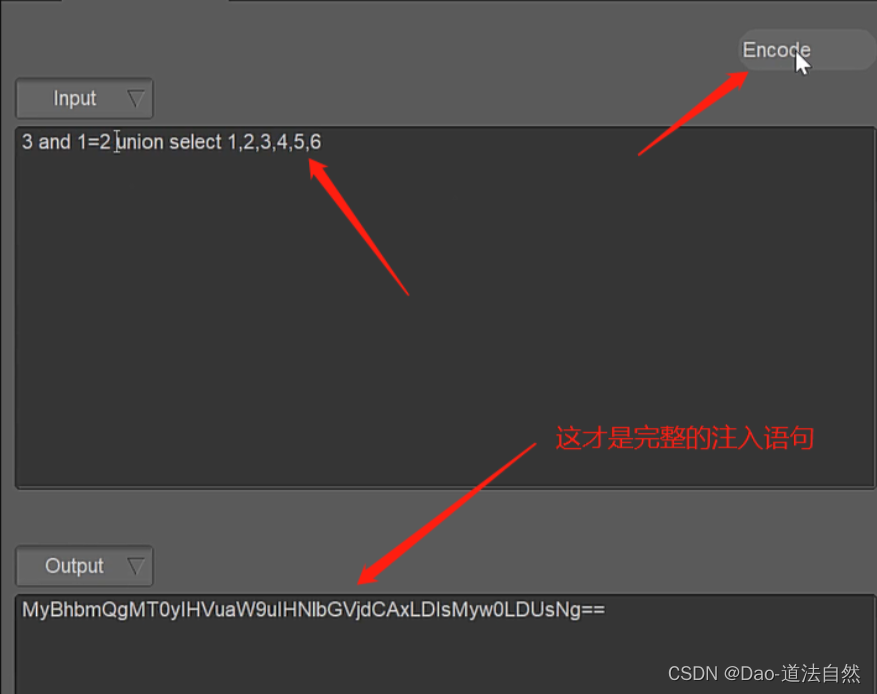 Encode
Input
3 and 1=2 union select 1,2,3,4,5,6
这才是完整的注入语句
Output
MyBhbmQgMT0yIHVuaW9uIHNlbGVjdCAxLDIsMyw0LDUsNg==
CSDN @Dao-道法自然